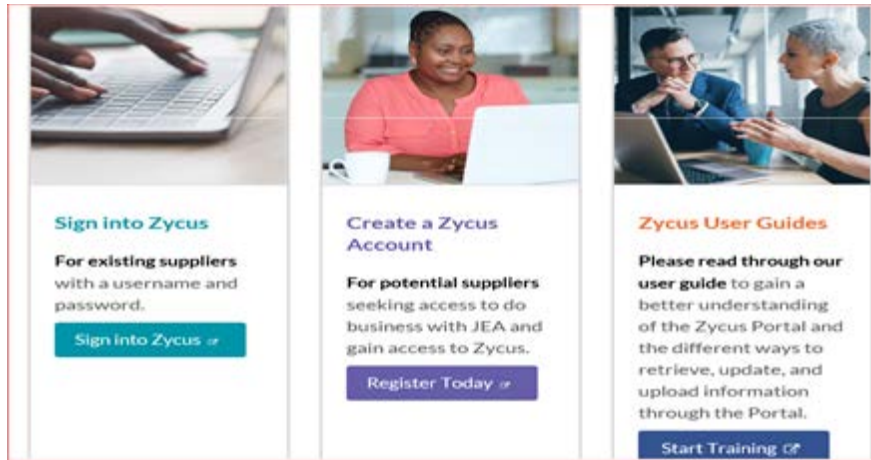 Sign into Zycus
For existing suppliers
with a username and
password.
Sign into Zycus
Create a Zycus
Account
For potential suppliers
seeking access to do
business with JEA and
gain access to Zycus.
Register Today
Zycus User Guides
Please read through our
user guide to gain a
better understanding
of the Zycus Portal and
the different ways to
retrieve, update, and
upload information
through the Portal.
Start Training